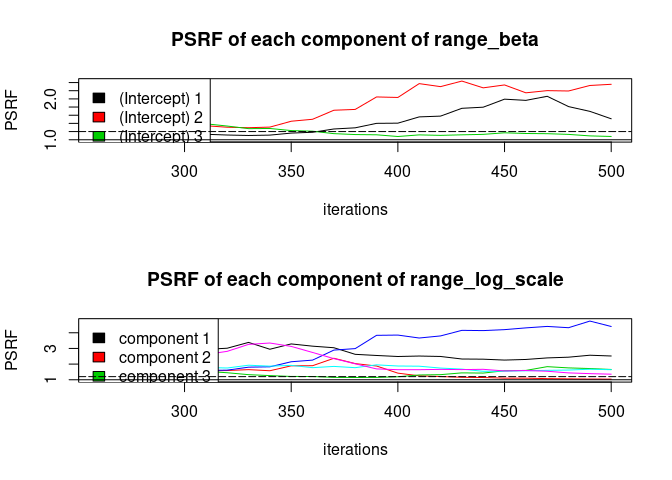 PSRF of each component of range_beta
PSRF
2.0
1.0
(Intercept) 1
(Intercept) 2
(Intercept) 3
300 350 400 450 500
iterations
PSRF of each component of range_log_scale
PSRF
3
1
component 1
component 2
component 3
300 350 400 450 500
iterations